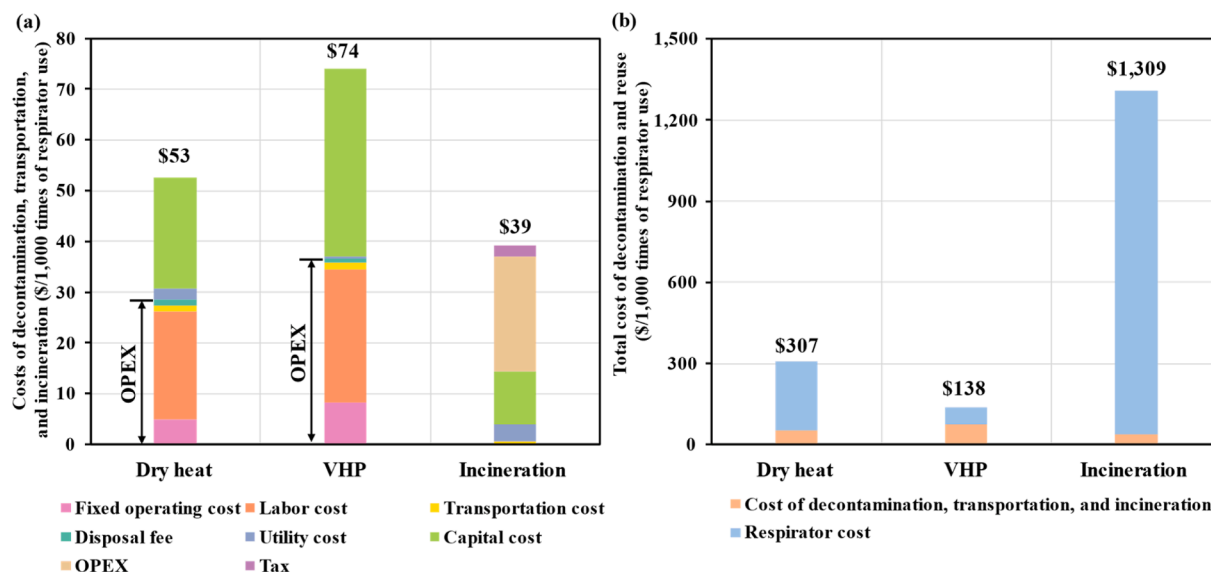 (a)
Costs of decontamination, transportation,
and incineration ($/1,000 times of respirator use)
80
70
60
50
40
30
20
10
0
$53
$74
$39
OPEX
OPEX
Dry heat
VHP
Incineration
Fixed operating cost
Labor cost
Transportation cost
Disposal fee
Utility cost
Capital cost
OPEX
Tax
(b)
Total cost of decontamination and reuse
($/1,000 times of respirator use)
1,500
1,200
900
600
300
0
$307
$138
$1,309
Dry heat
VHP
Incineration
Cost of decontamination, transportation, and incineration
Respirator cost